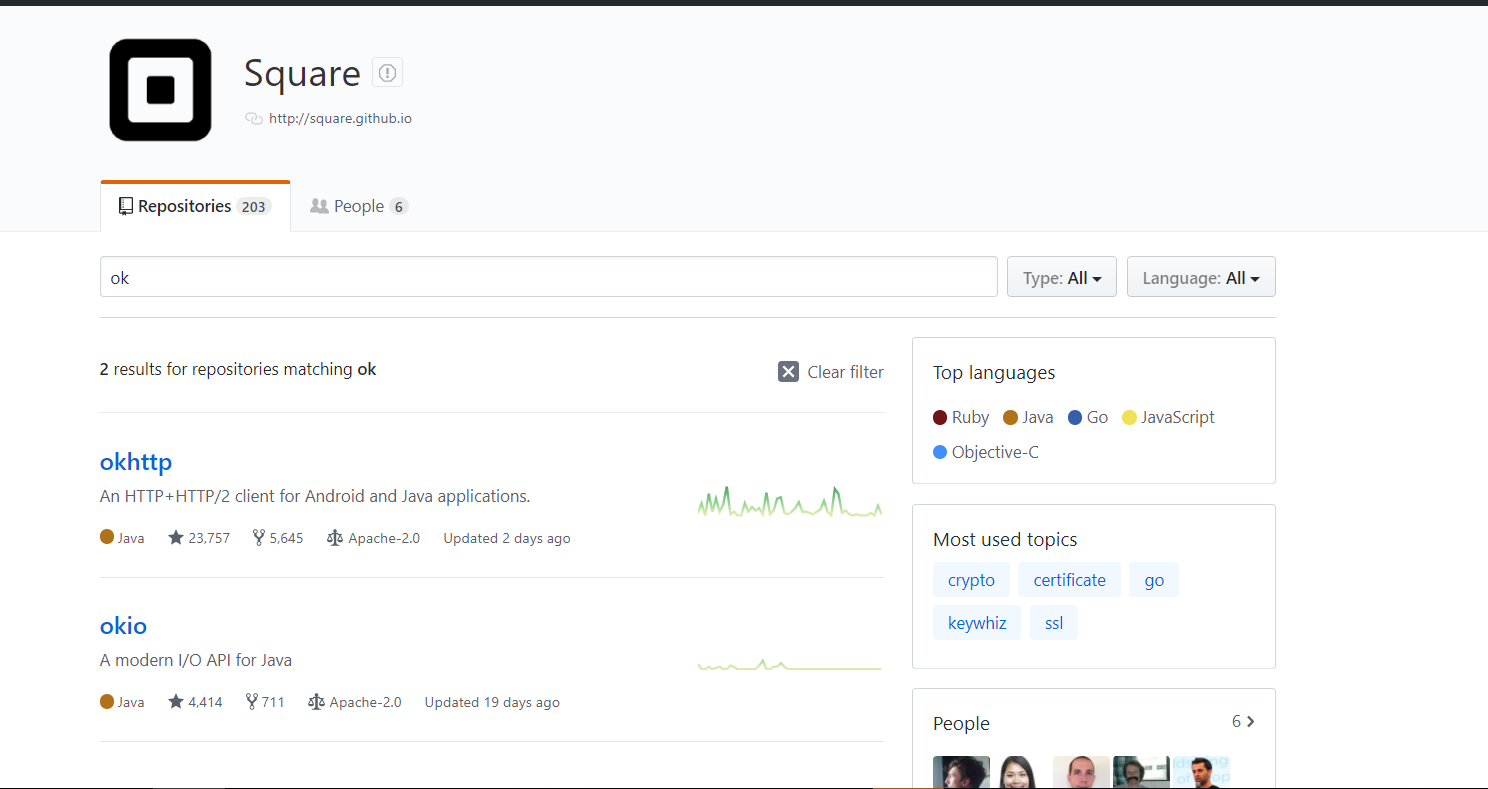 Square
http://square.github.io
Repositories 203 People 6
ok
Type: All Language: All
2 results for repositories matching ok
Clear filter
okhttp
An HTTP+HTTP/2 client for Android and Java applications.
Java 23,757 5,645 Apache-2.0 Updated 2 days ago
okio
A modern I/O API for Java
Java 4,414 711 Apache-2.0 Updated 19 days ago
Top languages
Ruby Java Go JavaScript
Objective-C
Most used topics
crypto certificate go
keywhiz ssl
People 6